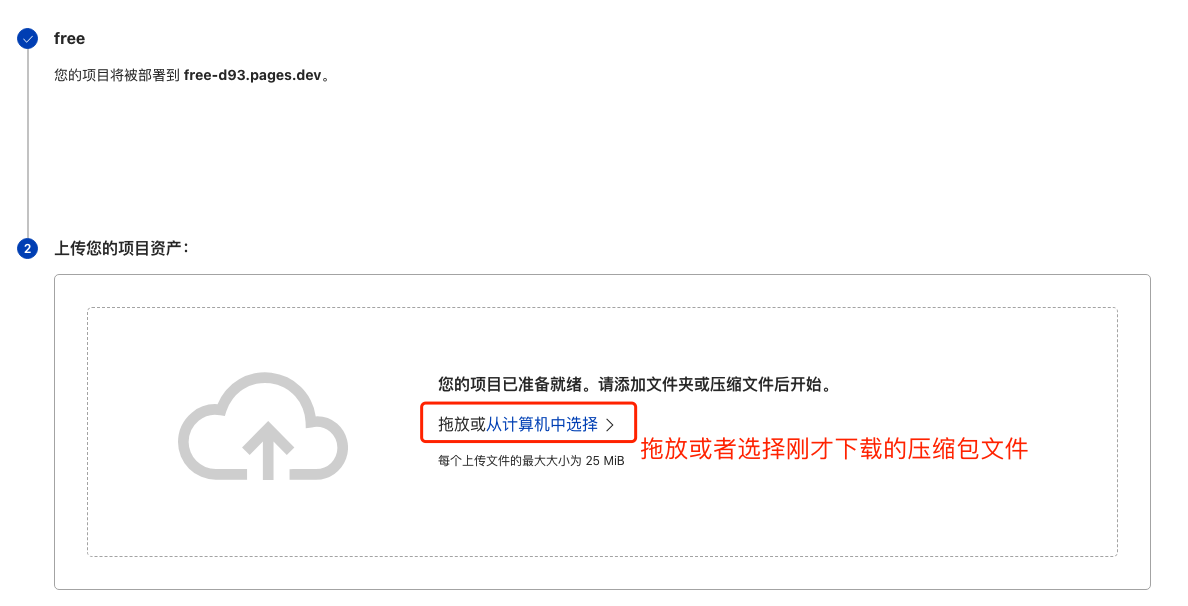 free
您的项目将被部署到 free-d93.pages.dev。
2 上传您的项目资产：
您的项目已准备就绪。请添加文件夹或压缩文件后开始。
拖放或从计算机中选择
每个上传文件的最大大小为 25 MiB
拖放或者选择刚才下载的压缩包文件